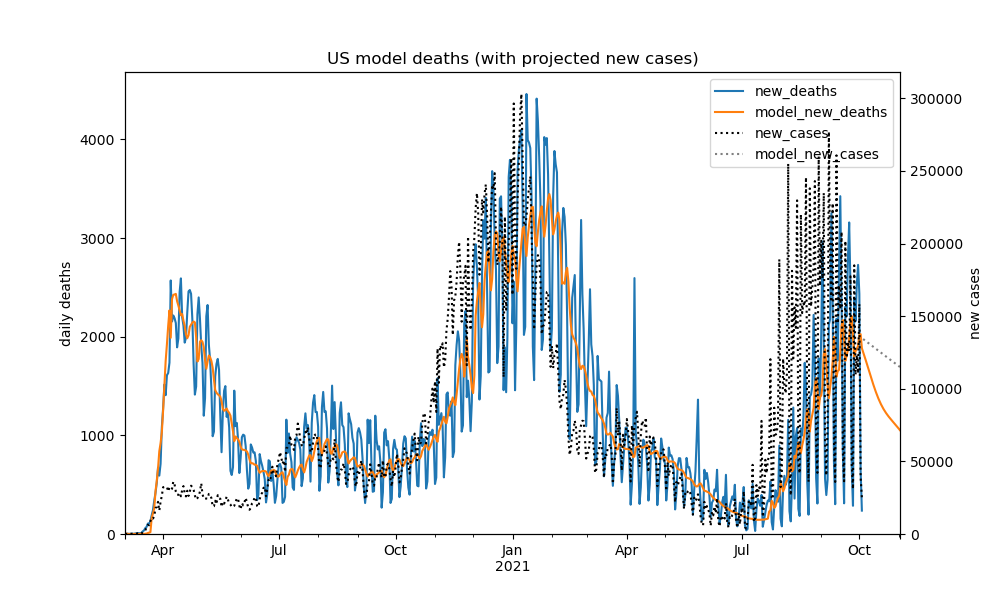 US model deaths (with projected new cases)
new_deaths
model_new_deaths
new_cases
model_new_cases
daily deaths
4000
3000
2000
1000
0
300000
250000
200000
150000
100000
50000
0
new cases
Apr
Jul
Oct
Jan
2021
Apr
Jul
Oct